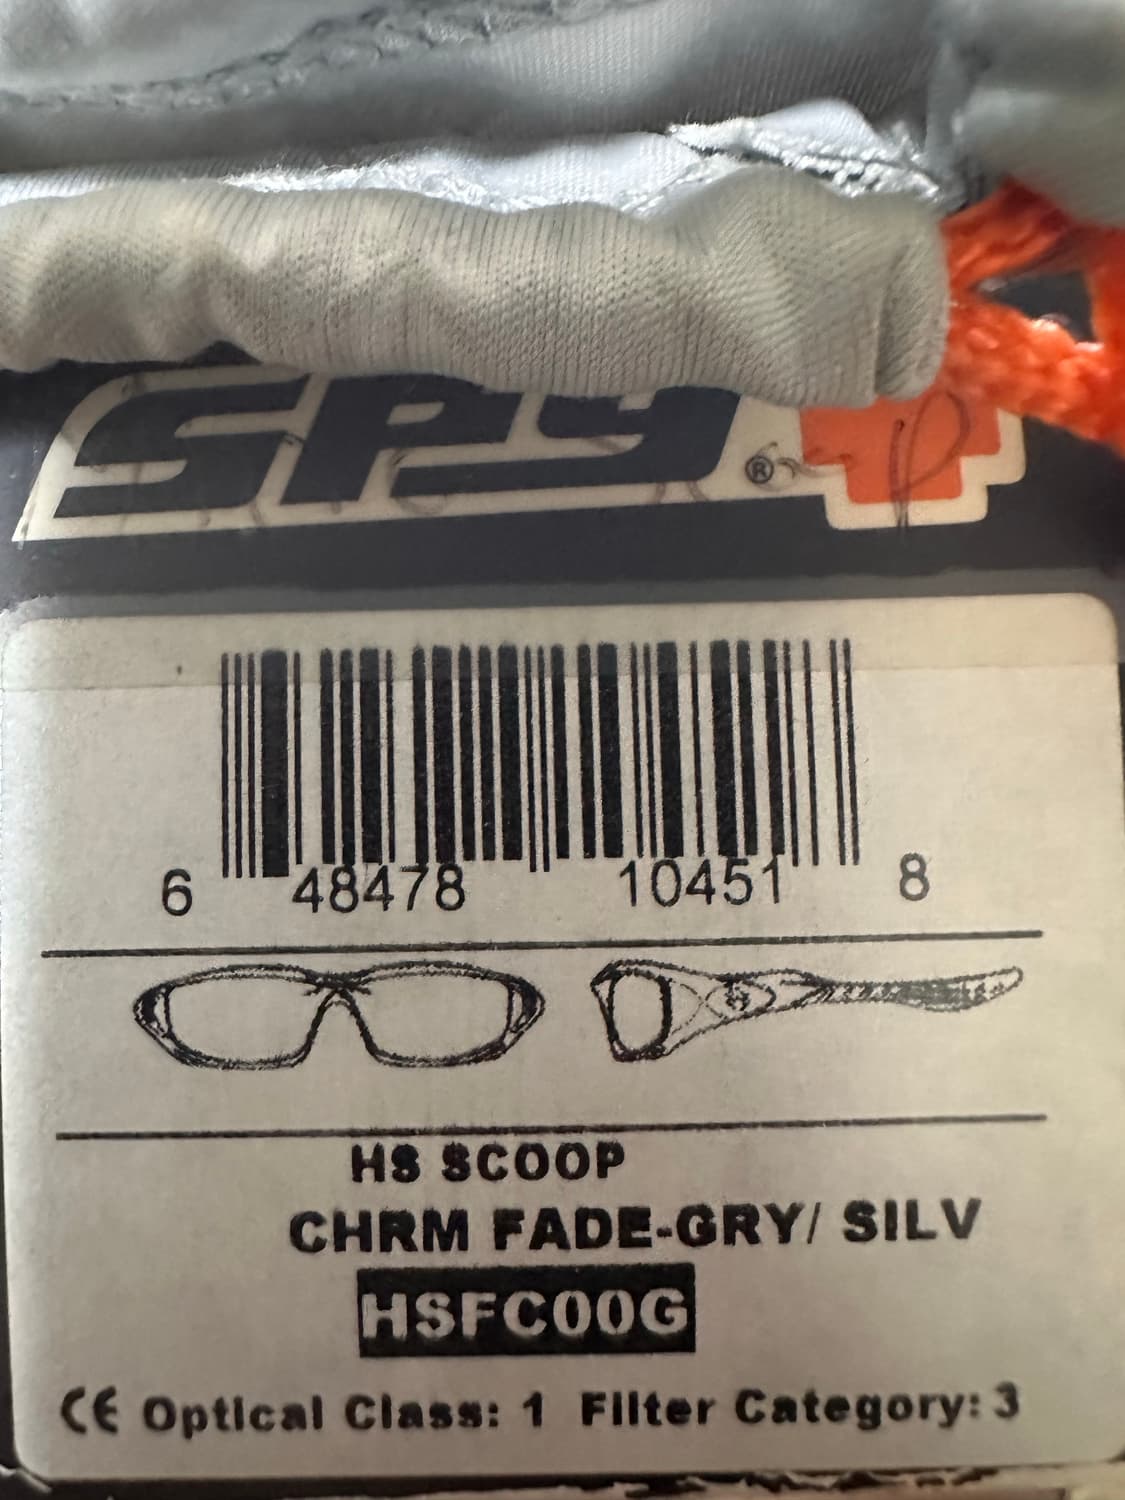 SPY®
6 48478 10451 8
HS SCOOP
CHRM FADE-GRY/ SILV
HSFC00G
CE Optical Class: 1 Filter Category: 3